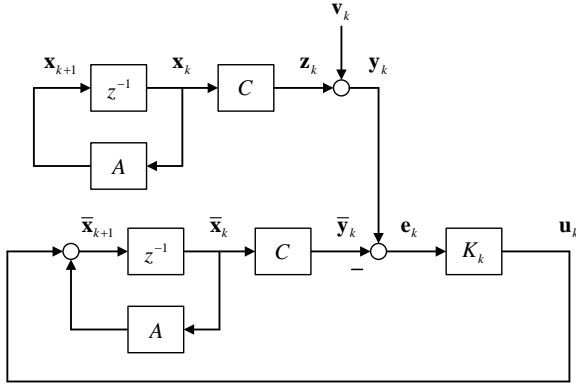 v_k
x_{k+1} x_k z_k y_k
z^{-1} C
A
x̄_{k+1} x̄_k ȳ_k e_k u_k
z^{-1} C − K_k
A